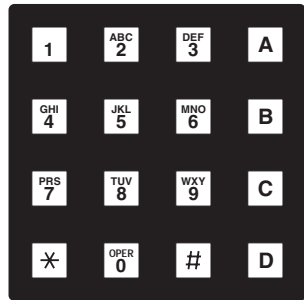 1 ABC 2 DEF 3 A
GHI 4 JKL 5 MNO 6 B
PRS 7 TUV 8 WXY 9 C
* OPER 0 # D